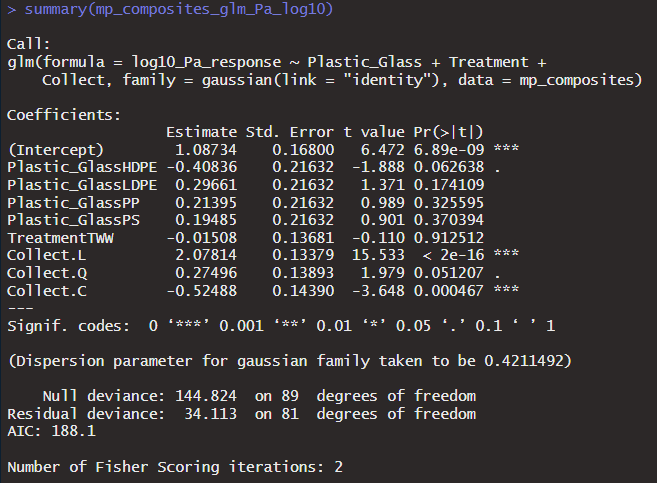 > summary(mp_composites_glm_Pa_log10)

Call:
glm(formula = log10_Pa_response ~ Plastic_Glass + Treatment +
    Collect, family = gaussian(link = "identity"), data = mp_composites)

Coefficients:
                  Estimate Std. Error t value Pr(>|t|)
(Intercept)        1.08734    0.16800   6.472 6.89e-09 ***
Plastic_GlassHDPE -0.40836    0.21632  -1.888 0.062638 .
Plastic_GlassLDPE  0.29661    0.21632   1.371 0.174109
Plastic_GlassPP    0.21395    0.21632   0.989 0.325595
Plastic_GlassPS    0.19485    0.21632   0.901 0.370394
TreatmentTWW      -0.01508    0.13681  -0.110 0.912512
Collect.L          2.07814    0.13379  15.533  < 2e-16 ***
Collect.Q          0.27496    0.13893   1.979 0.051207 .
Collect.C         -0.52488    0.14390  -3.648 0.000467 ***
---
Signif. codes:  0 ‘***’ 0.001 ‘**’ 0.01 ‘*’ 0.05 ‘.’ 0.1 ‘ ’ 1

(Dispersion parameter for gaussian family taken to be 0.4211492)

    Null deviance: 144.824  on 89  degrees of freedom
Residual deviance:  34.113  on 81  degrees of freedom
AIC: 188.1

Number of Fisher Scoring iterations: 2